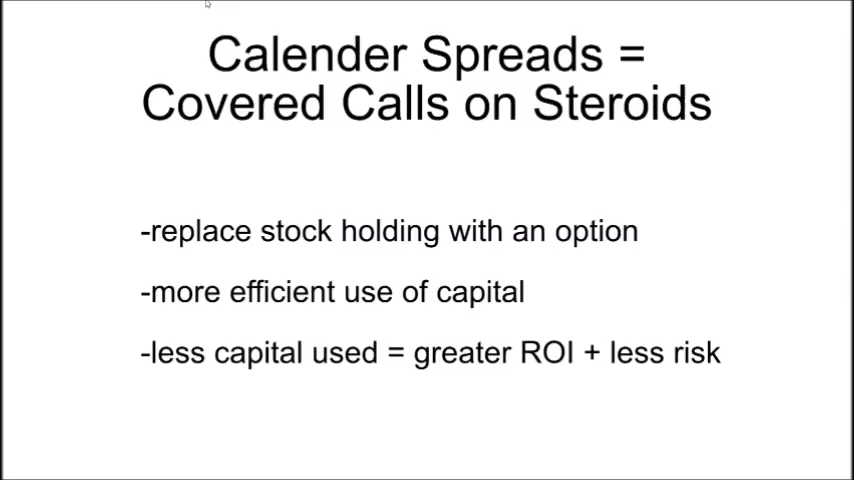 Calender Spreads =
Covered Calls on Steroids
-replace stock holding with an option
-more efficient use of capital
-less capital used = greater ROI + less risk